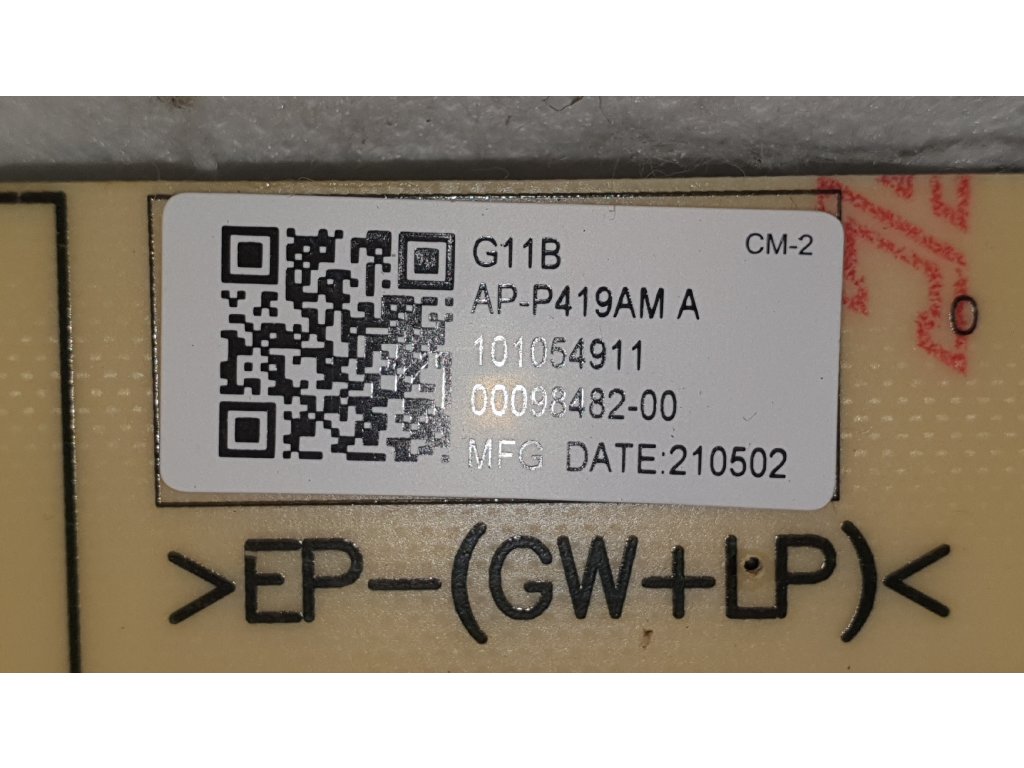 G11B
CM-2
AP-P419AM A
101054911
00098482-00
MFG DATE:210502
>EP-(GW+LP)<